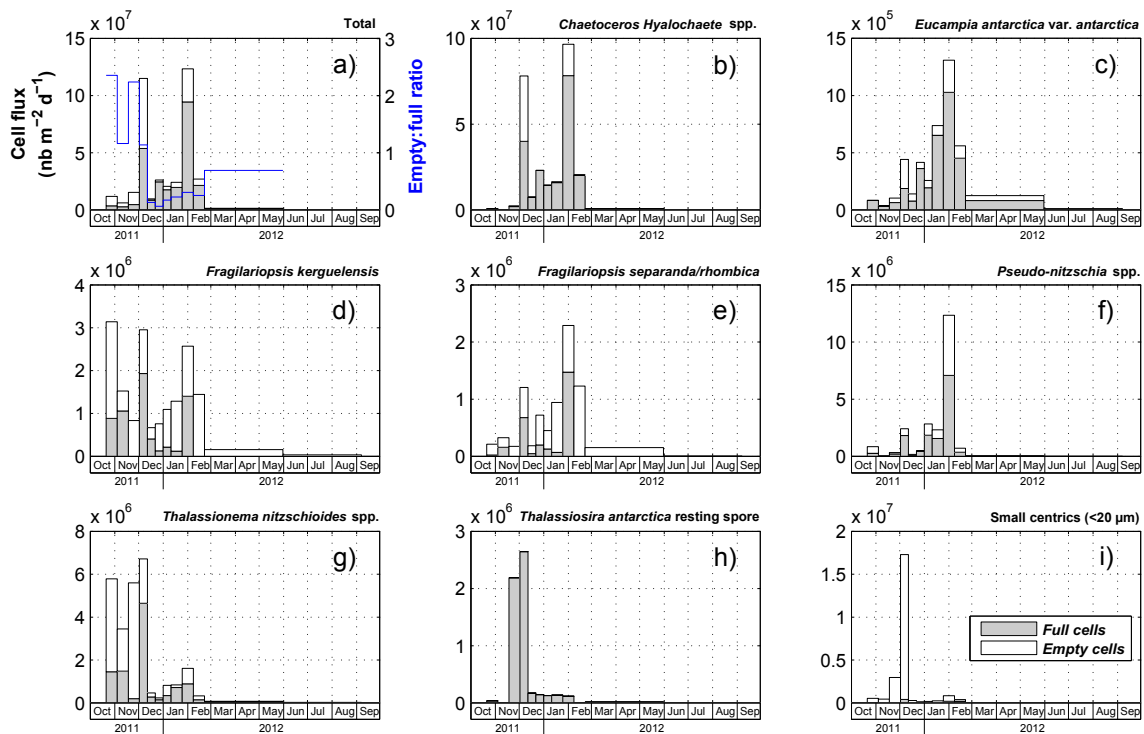 x 10^7
Total
a)
15
10
5
0
3
2
1
0
Cell flux
(nb m−2 d−1)
Empty:full ratio
Oct Nov Dec Jan Feb Mar Apr May Jun Jul Aug Sep
2011 2012
x 10^7
Chaetoceros Hyalochaete spp.
b)
10
5
0
Oct Nov Dec Jan Feb Mar Apr May Jun Jul Aug Sep
2011 2012
x 10^5
Eucampia antarctica var. antarctica
c)
15
10
5
0
Oct Nov Dec Jan Feb Mar Apr May Jun Jul Aug Sep
2011 2012
x 10^6
Fragilariopsis kerguelensis
d)
4
3
2
1
0
Oct Nov Dec Jan Feb Mar Apr May Jun Jul Aug Sep
2011 2012
x 10^6
Fragilariopsis separanda/rhombica
e)
3
2
1
0
Oct Nov Dec Jan Feb Mar Apr May Jun Jul Aug Sep
2011 2012
x 10^6
Pseudo-nitzschia spp.
f)
15
10
5
0
Oct Nov Dec Jan Feb Mar Apr May Jun Jul Aug Sep
2011 2012
x 10^6
Thalassionema nitzschioides spp.
g)
8
6
4
2
0
Oct Nov Dec Jan Feb Mar Apr May Jun Jul Aug Sep
2011 2012
x 10^6
Thalassiosira antarctica resting spore
h)
3
2
1
0
Oct Nov Dec Jan Feb Mar Apr May Jun Jul Aug Sep
2011 2012
x 10^7
Small centrics (<20 µm)
i)
2
1.5
1
0.5
0
Full cells
Empty cells
Oct Nov Dec Jan Feb Mar Apr May Jun Jul Aug Sep
2011 2012